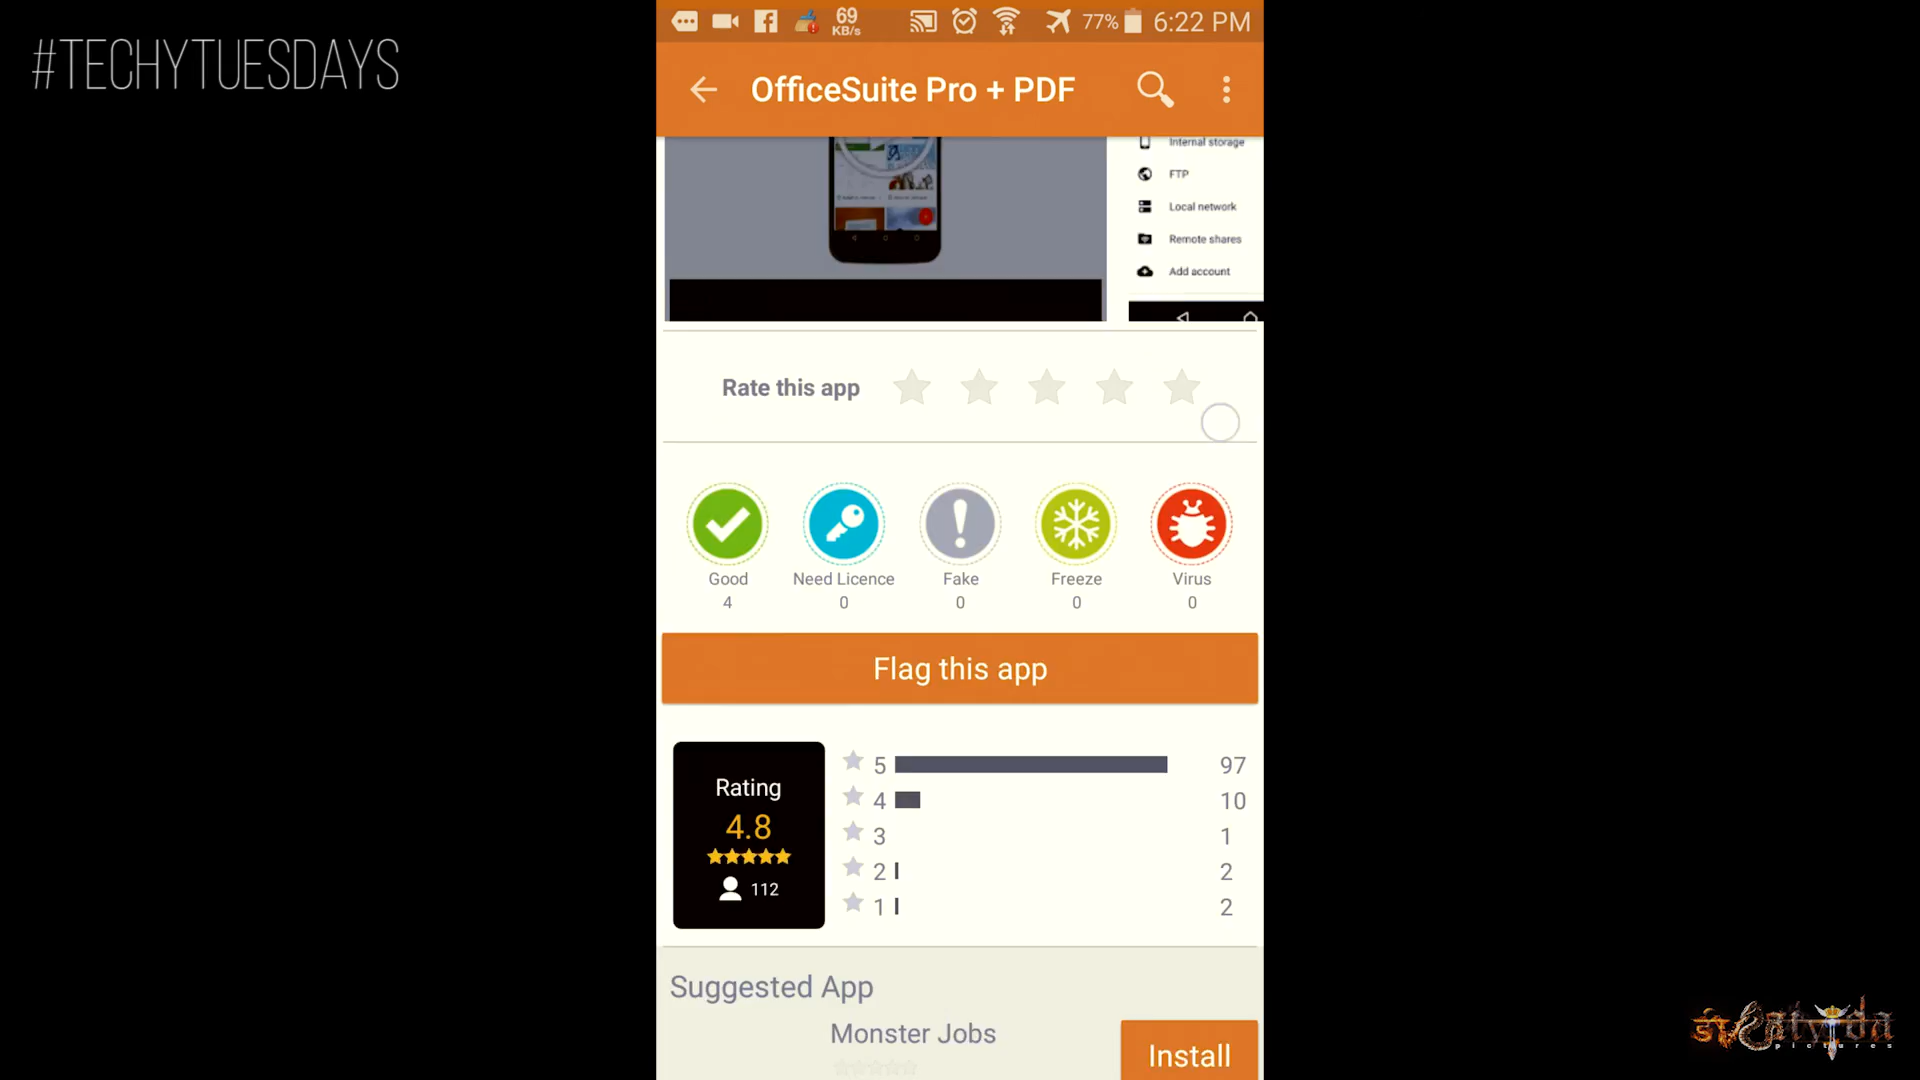 #TECHYTUESDAYS
69
KB/s
77%
6:22 PM
OfficeSuite Pro + PDF
Internal storage
FTP
Local network
Remote shares
Add account
Rate this app
Good
4
Need Licence
0
Fake
0
Freeze
0
Virus
0
Flag this app
Rating
4.8
112
5 97
4 10
3 1
2 2
1 2
Suggested App
Monster Jobs
Install
pictures